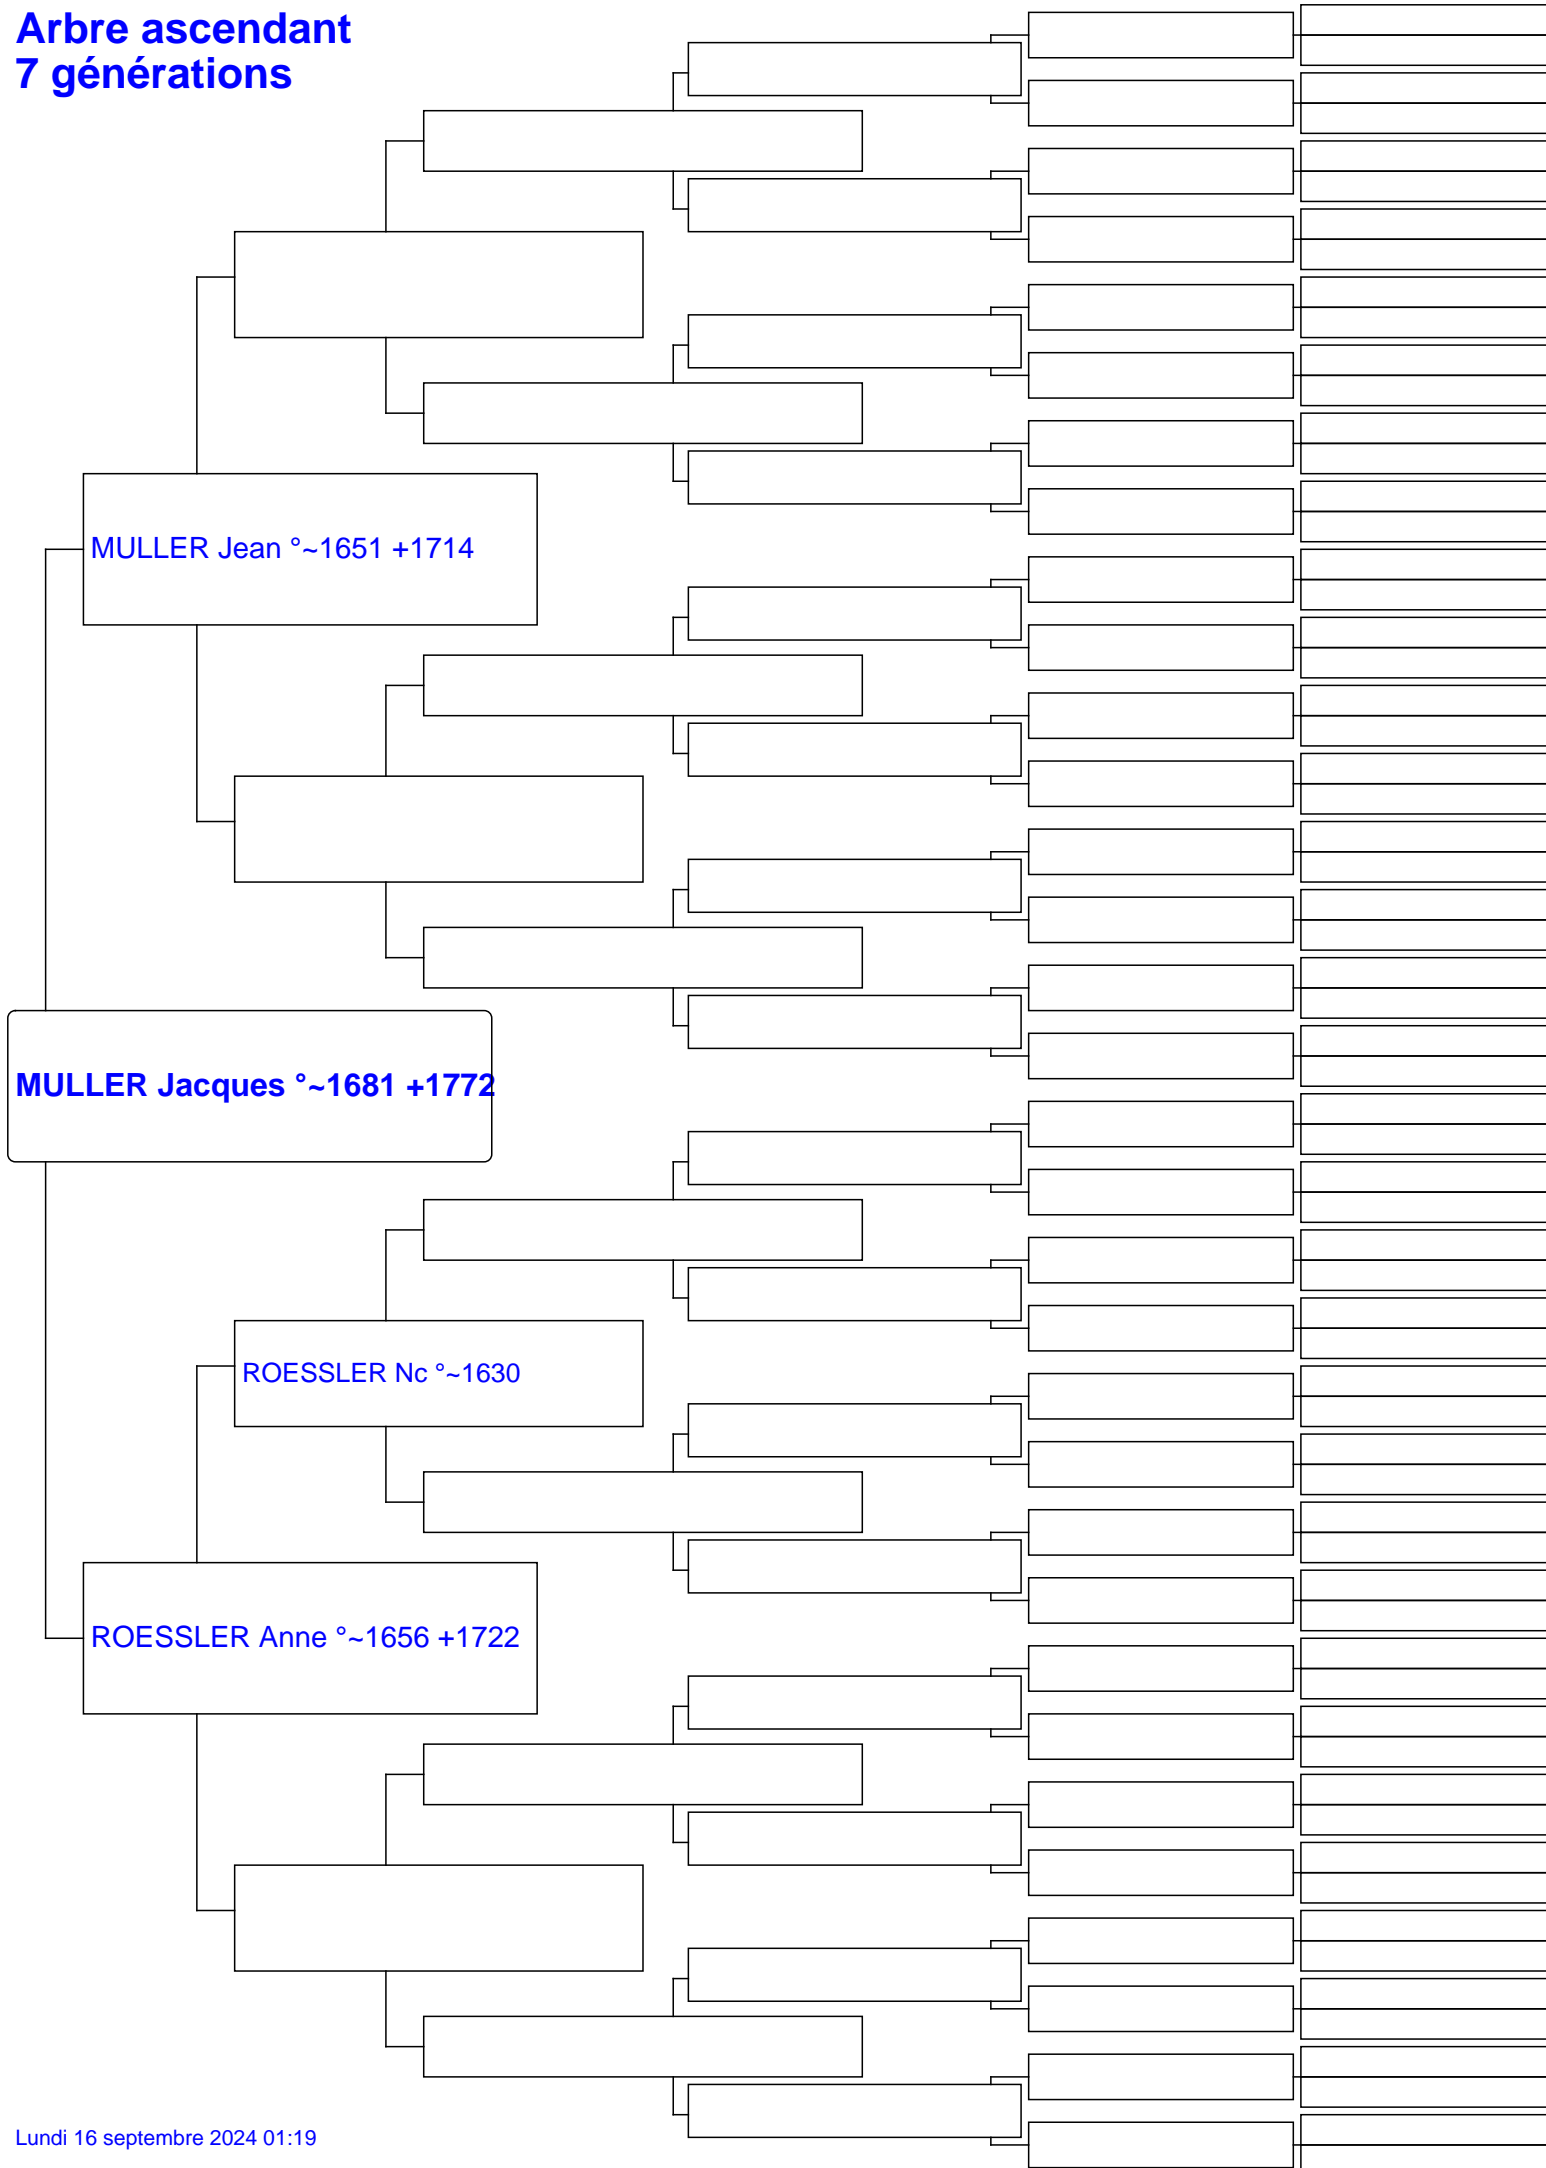 Arbre ascendant
7 générations
MULLER Jean °~1651 +1714
MULLER Jacques °~1681 +1772
ROESSLER Nc °~1630
ROESSLER Anne °~1656 +1722
Lundi 16 septembre 2024 01:19